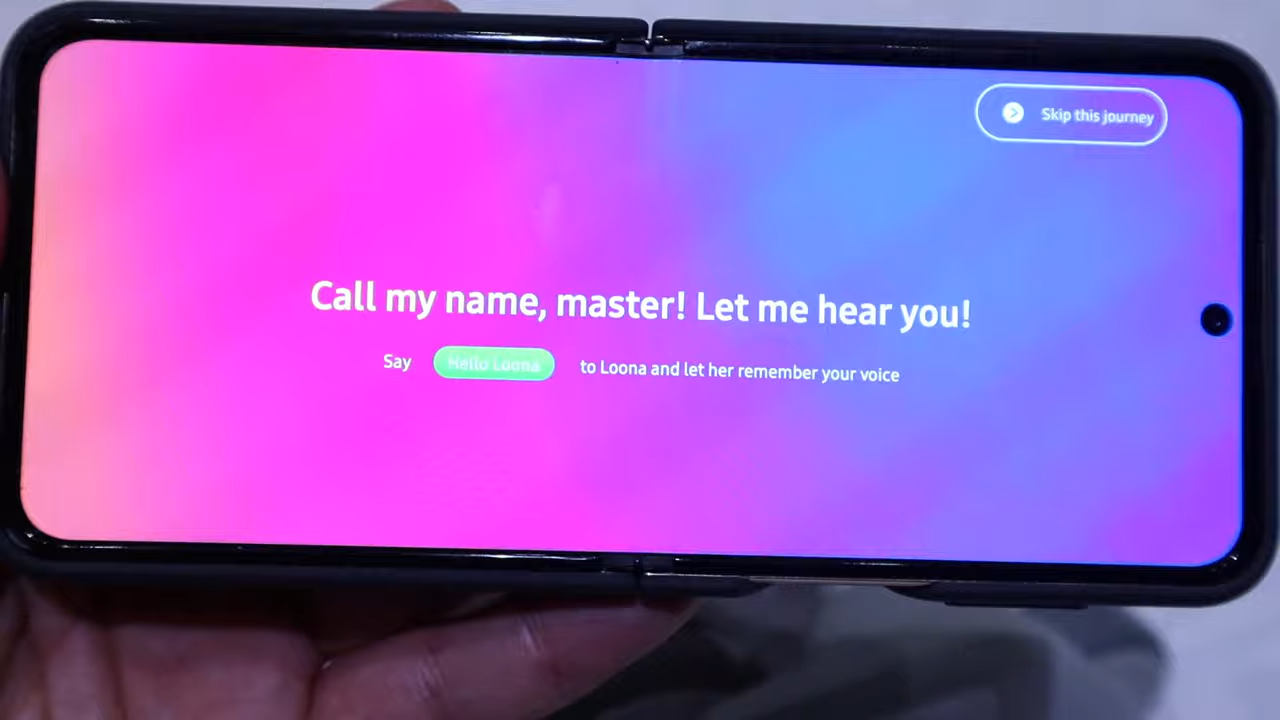 Skip this journey
Call my name, master! Let me hear you!
Say Hello Loona to Loona and let her remember your voice